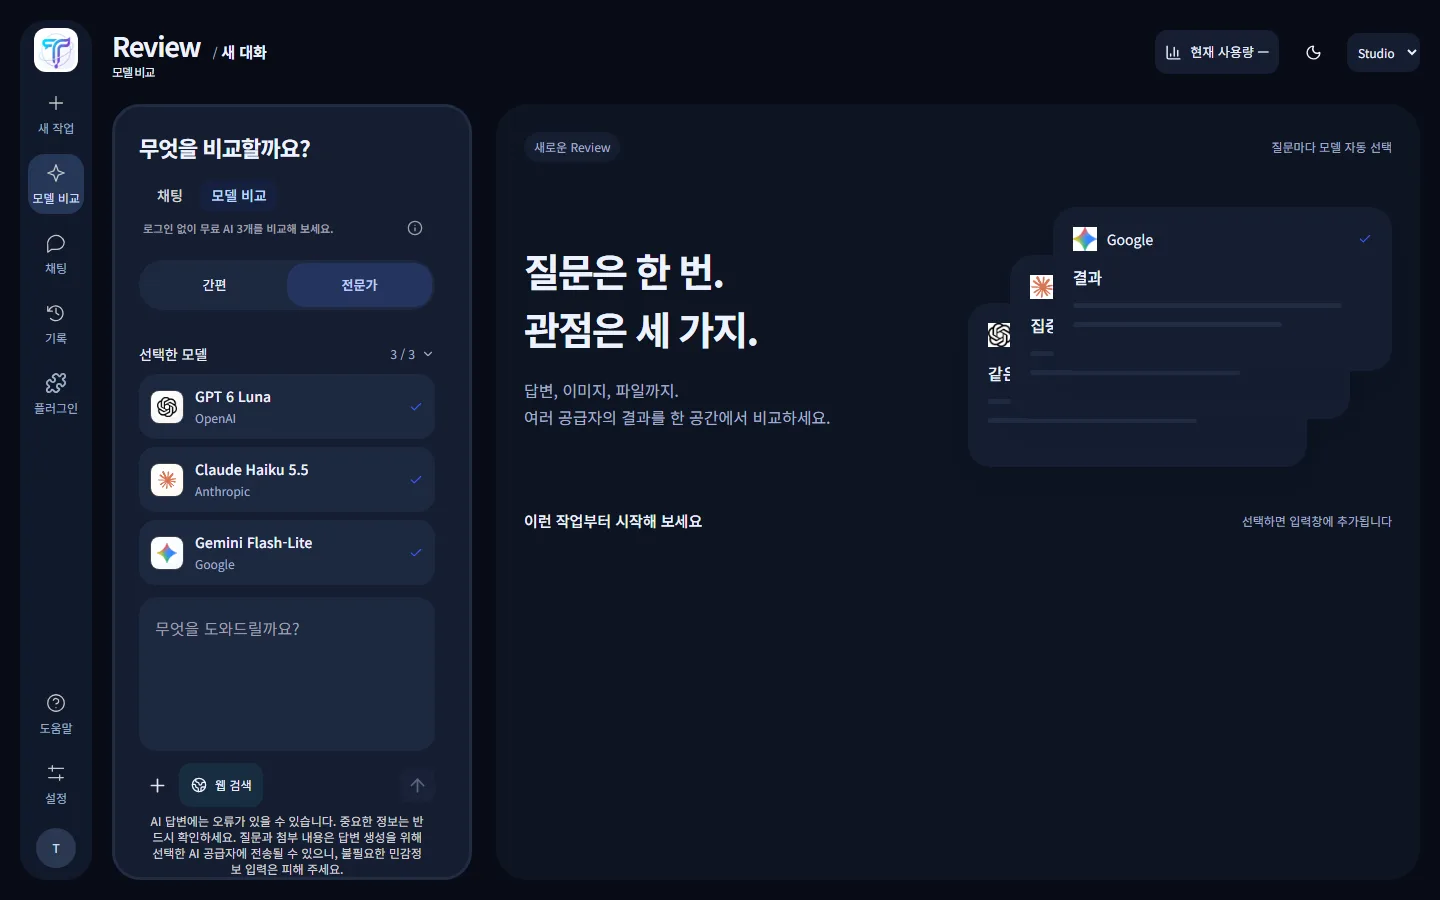 새 작업
모델 비교
채팅
기록
플러그인
도움말
설정
T
Review / 새 대화
모델 비교
현재 사용량 —
Studio
무엇을 비교할까요?
채팅
모델 비교
로그인 없이 무료 AI 3개를 비교해 보세요.
간편
전문가
선택한 모델
3 / 3
GPT 6 Luna
OpenAI
Claude Haiku 5.5
Anthropic
Gemini Flash-Lite
Google
무엇을 도와드릴까요?
웹 검색
AI 답변에는 오류가 있을 수 있습니다. 중요한 정보는 반
드시 확인하세요. 질문과 첨부 내용은 답변 생성을 위해
선택한 AI 공급자에 전송될 수 있으니, 불필요한 민감정
보 입력은 피해 주세요.
새로운 Review
질문마다 모델 자동 선택
질문은 한 번.
관점은 세 가지.
답변, 이미지, 파일까지.
여러 공급자의 결과를 한 공간에서 비교하세요.
Google
결과
집중
같은
이런 작업부터 시작해 보세요
선택하면 입력창에 추가됩니다